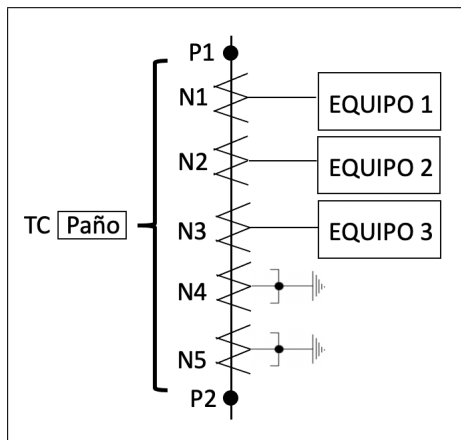 P1
N1
EQUIPO 1
N2
EQUIPO 2
TC Paño
N3
EQUIPO 3
N4
N5
P2